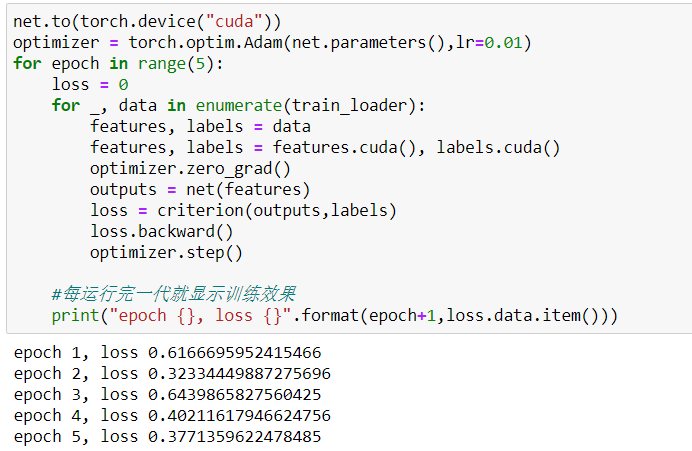 net.to(torch.device("cuda"))
optimizer = torch.optim.Adam(net.parameters(),lr=0.01)
for epoch in range(5):
    loss = 0
    for _, data in enumerate(train_loader):
        features, labels = data
        features, labels = features.cuda(), labels.cuda()
        optimizer.zero_grad()
        outputs = net(features)
        loss = criterion(outputs,labels)
        loss.backward()
        optimizer.step()

    #每运行完一代就显示训练效果
    print("epoch {}, loss {}".format(epoch+1,loss.data.item()))
epoch 1, loss 0.6166695952415466
epoch 2, loss 0.32334449887275696
epoch 3, loss 0.6439865827560425
epoch 4, loss 0.40211617946624756
epoch 5, loss 0.3771359622478485